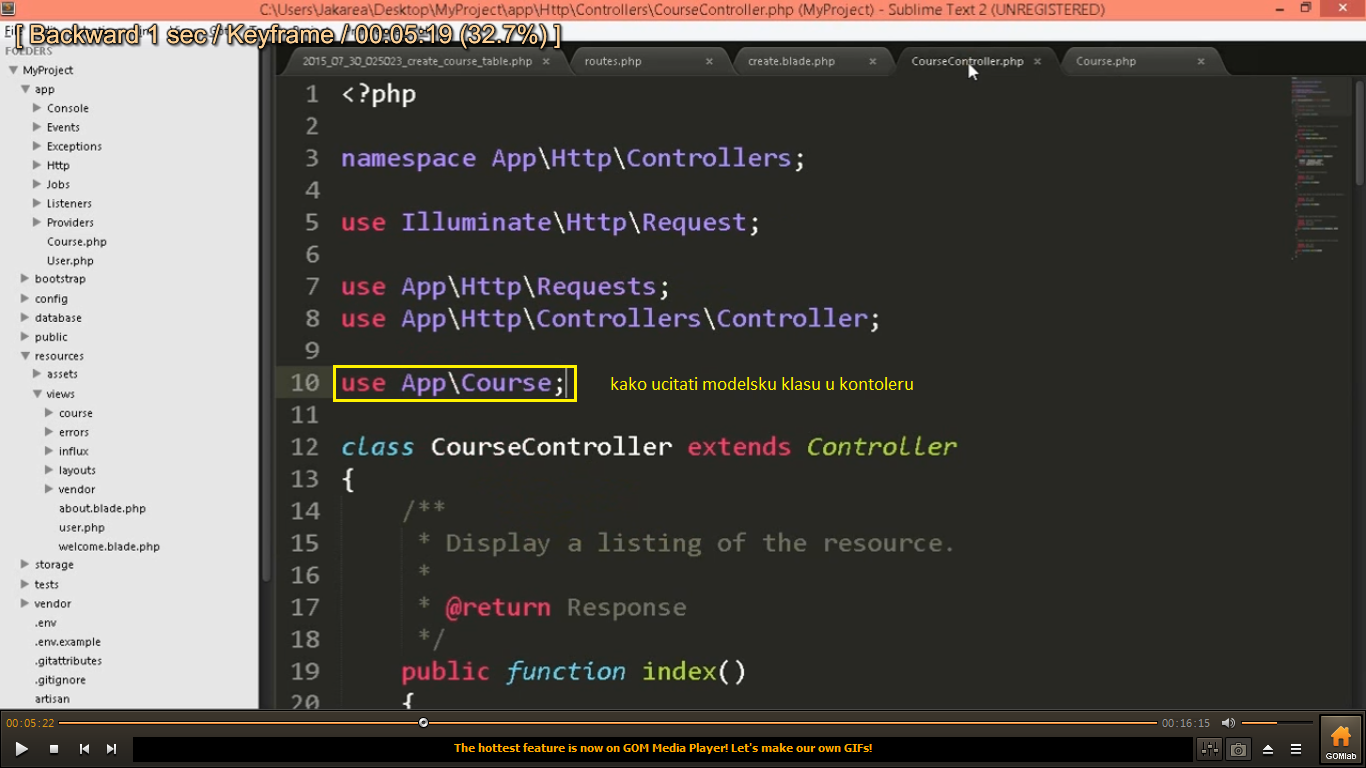 C:\Users\Jakarea\Desktop\MyProject\app\Http\Controllers\CourseController.php (MyProject) - Sublime Text 2 (UNREGISTERED)
[ Backward 1 sec / Keyframe / 00:05:19 (32.7%) ]
FOLDERS
MyProject
app
Console
Events
Exceptions
Http
Jobs
Listeners
Providers
Course.php
User.php
bootstrap
config
database
public
resources
assets
views
course
errors
influx
layouts
vendor
about.blade.php
user.php
welcome.blade.php
storage
tests
vendor
.env
.env.example
.gitattributes
.gitignore
artisan
2015_07_30_025023_create_course_table.php × routes.php × create.blade.php × CourseController.php × Course.php ×
1 <?php
2
3 namespace App\Http\Controllers;
4
5 use Illuminate\Http\Request;
6
7 use App\Http\Requests;
8 use App\Http\Controllers\Controller;
9
10 use App\Course; kako ucitati modelsku klasu u kontoleru
11
12 class CourseController extends Controller
13 {
14 /**
15 * Display a listing of the resource.
16 *
17 * @return Response
18 */
19 public function index()
20 {
00:05:22 00:16:15
The hottest feature is now on GOM Media Player! Let's make our own GIFs!
GOMlab